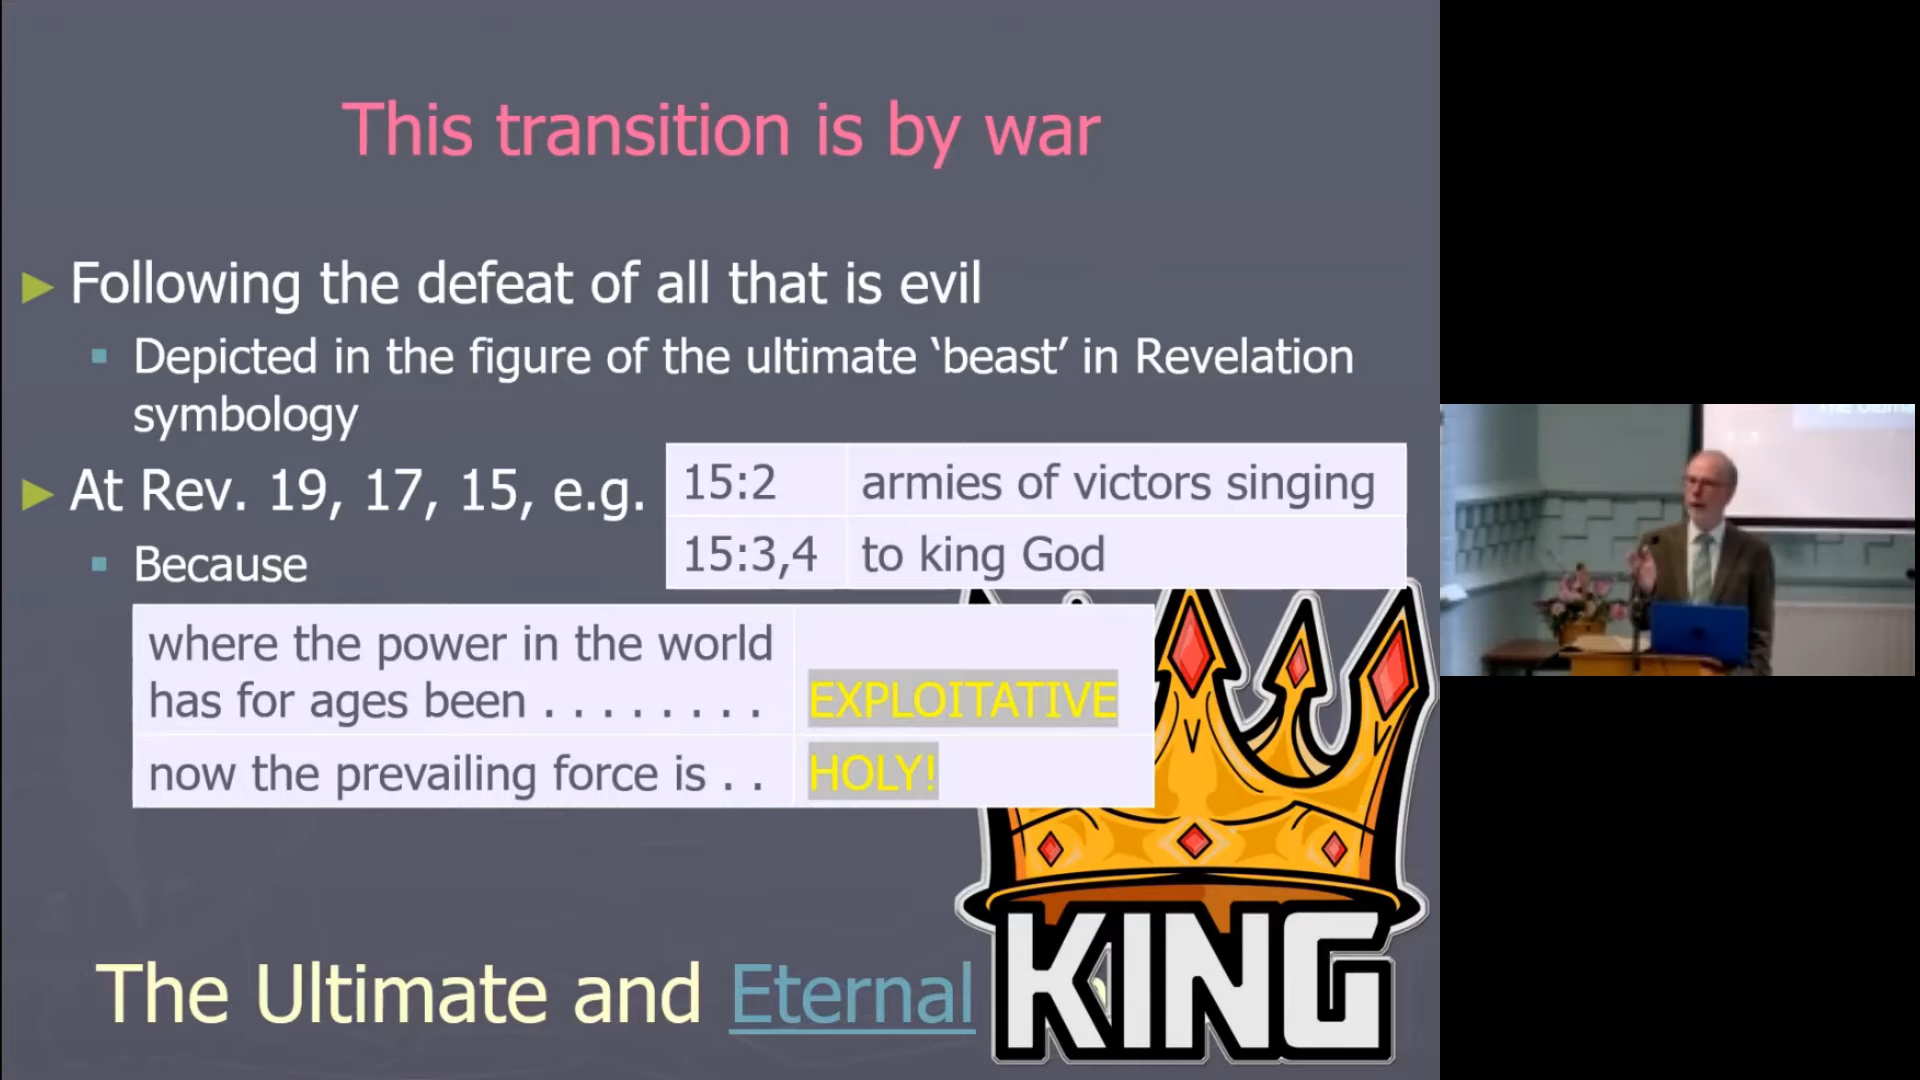 This transition is by war
► Following the defeat of all that is evil
▪ Depicted in the figure of the ultimate ‘beast’ in Revelation
symbology
► At Rev. 19, 17, 15, e.g.
15:2 armies of victors singing
15:3,4 to king God
▪ Because
where the power in the world
has for ages been . . . . . . . . EXPLOITATIVE
now the prevailing force is . . HOLY!
The Ultimate and Eternal
KING